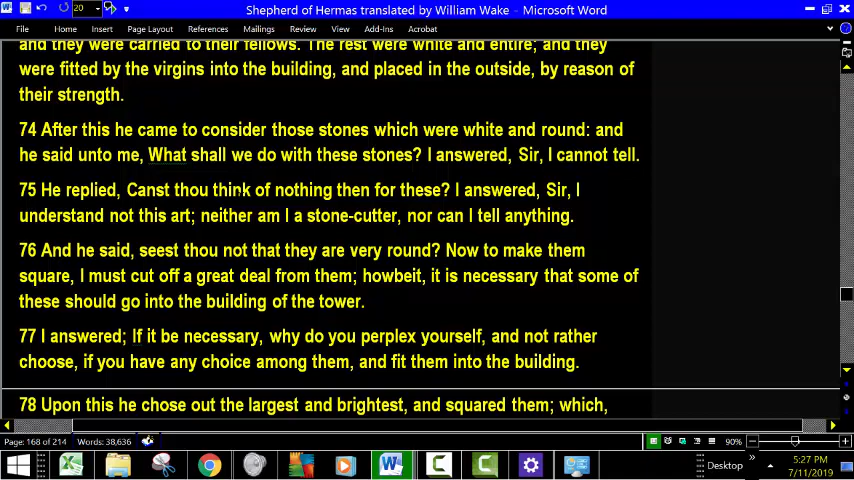 20
Shepherd of Hermas translated by William Wake - Microsoft Word
File Home Insert Page Layout References Mailings Review View Add-Ins Acrobat
and they were carried to their fellows. The rest were white and entire; and they
were fitted by the virgins into the building, and placed in the outside, by reason of
their strength.
74 After this he came to consider those stones which were white and round: and
he said unto me, What shall we do with these stones? I answered, Sir, I cannot tell.
75 He replied, Canst thou think of nothing then for these? I answered, Sir, I
understand not this art; neither am I a stone-cutter, nor can I tell anything.
76 And he said, seest thou not that they are very round? Now to make them
square, I must cut off a great deal from them; howbeit, it is necessary that some of
these should go into the building of the tower.
77 I answered; If it be necessary, why do you perplex yourself, and not rather
choose, if you have any choice among them, and fit them into the building.
78 Upon this he chose out the largest and brightest, and squared them; which,
Page: 168 of 214 Words: 38,636 90%
Desktop 5:27 PM
7/11/2019